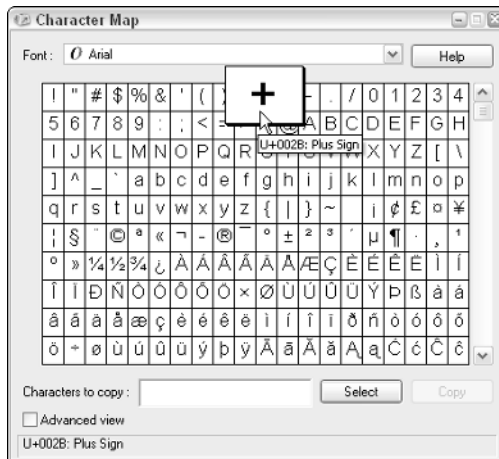 Character Map
Font : O Arial Help
! " # $ % & ' ( ) + - . / 0 1 2 3 4
5 6 7 8 9 : ; < = @ A B C D E F G H
I J K L M N O P Q R X Y Z [ \
U+002B: Plus Sign
] ^ _ ` a b c d e f g h i j k l m n o p
q r s t u v w x y z { | } ~ ¡ ¢ £ ¤ ¥
¦ § ¨ © ª « ¬ - ® ¯ ° ± ² ³ ´ µ ¶ · ¸ ¹
º » ¼ ½ ¾ ¿ À Á Â Ã Ä Å Æ Ç È É Ê Ë Ì Í
Î Ï Ð Ñ Ò Ó Ô Õ Ö × Ø Ù Ú Û Ü Ý Þ ß à á
â ã ä å æ ç è é ê ë ì í î ï ð ñ ò ó ô õ
ö ÷ ø ù ú û ü ý þ ÿ Ā ā Ă ă Ą ą Ć ć Ĉ ĉ
Characters to copy : Select Copy
Advanced view
U+002B: Plus Sign